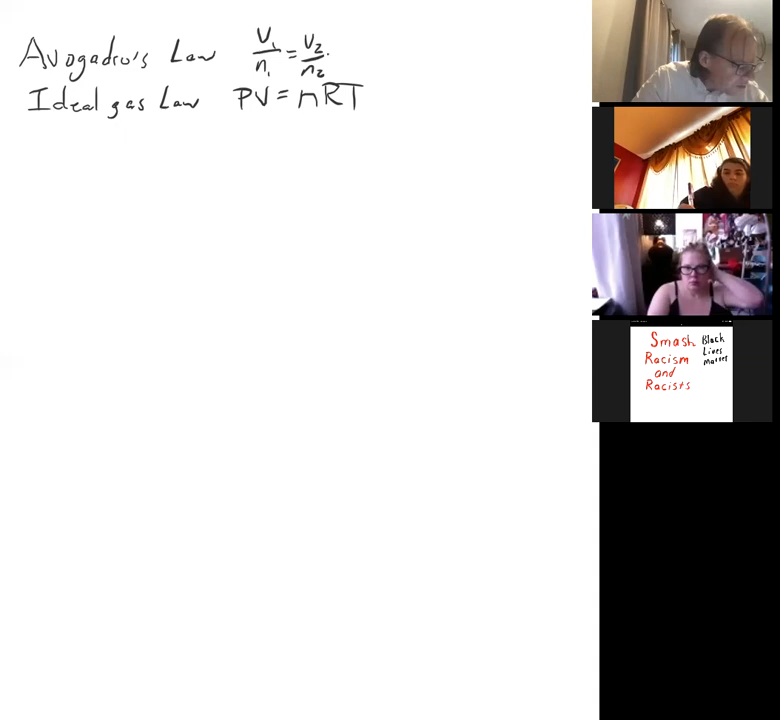 Avogadro's Law V₁/n₁ = V₂/n₂
Ideal gas Law PV = nRT
Smash
Racism
and
Racists
Black
Lives
Matter